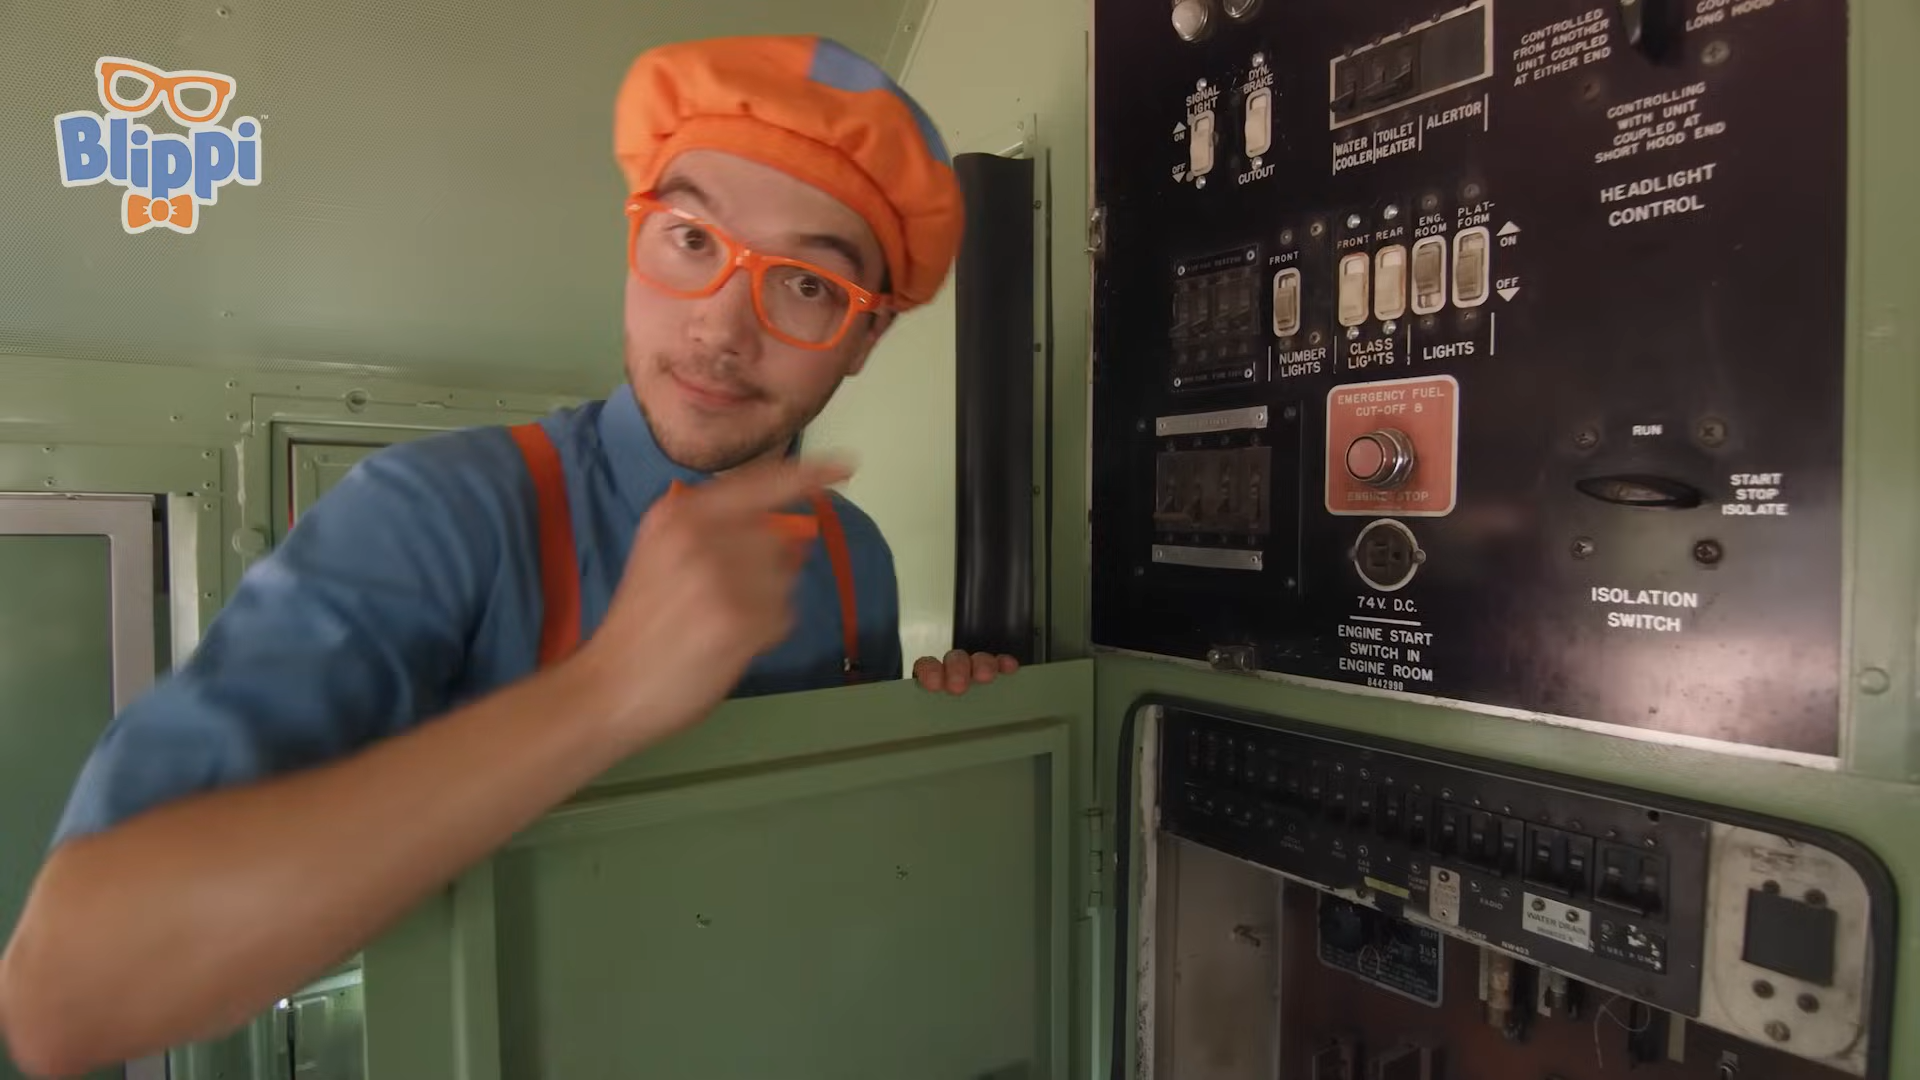 Blippi
™
SIGNAL
LIGHT
ON
OFF
DYN.
BRAKE
CUTOUT
WATER
COOLER
TOILET
HEATER
ALERTOR
CONTROLLED
FROM ANOTHER
UNIT COUPLED
AT EITHER END
LONG HOOD
CONTROLLING
WITH UNIT
COUPLED AT
SHORT HOOD END
HEADLIGHT
CONTROL
FRONT
NUMBER
LIGHTS
FRONT
REAR
CLASS
LIGHTS
ENG.
ROOM
PLAT-
FORM
ON
OFF
LIGHTS
EMERGENCY FUEL
CUT-OFF &
ENGINE STOP
74V. D.C.
ENGINE START
SWITCH IN
ENGINE ROOM
8442990
RUN
START
STOP
ISOLATE
ISOLATION
SWITCH
RADIO
WATER DRAIN